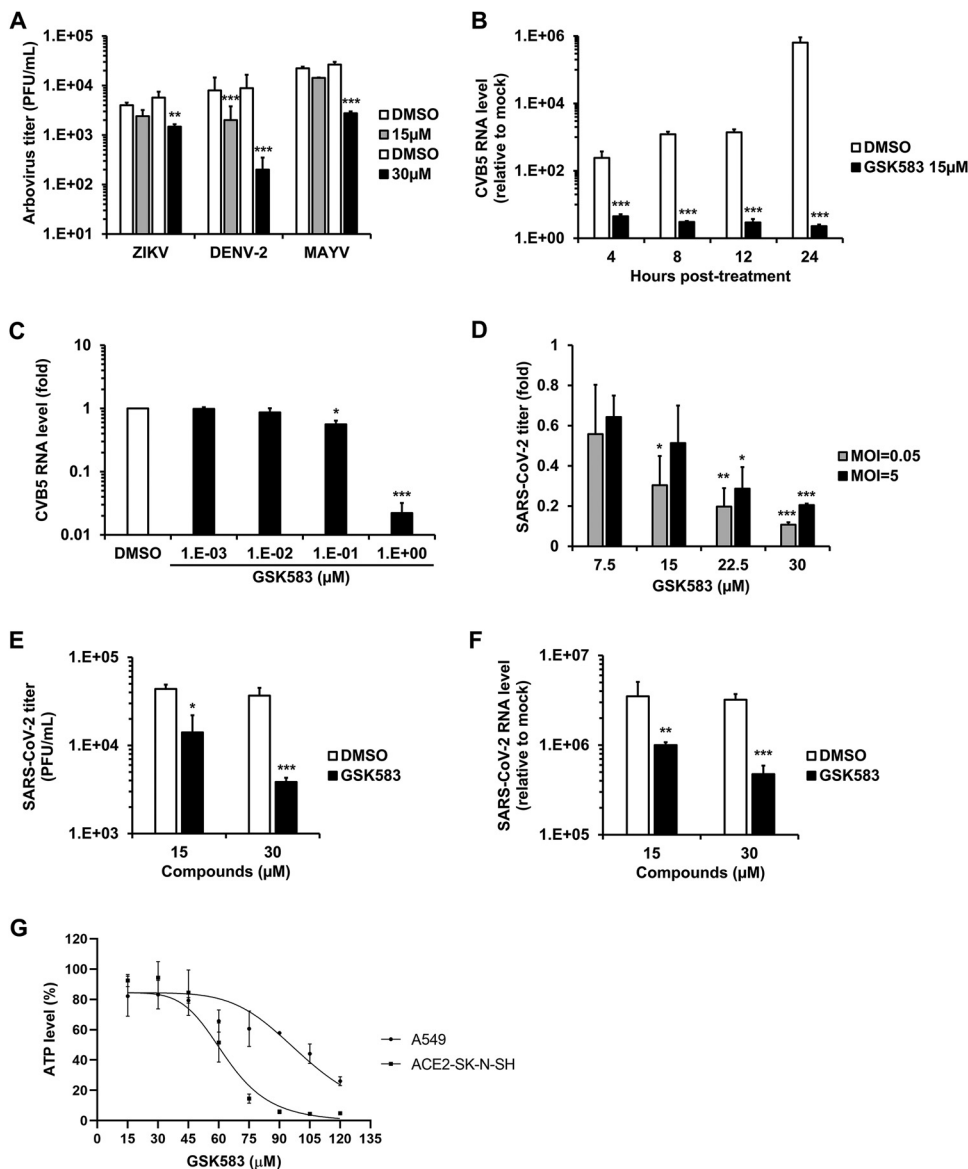 A
Arbovirus titer (PFU/mL)
1.E+05
1.E+04
1.E+03
1.E+02
1.E+01
***
**
***
***
ZIKV DENV-2 MAYV
DMSO
15µM
DMSO
30µM
B
CVB5 RNA level
(relative to mock)
1.E+06
1.E+04
1.E+02
1.E+00
*** *** *** ***
4 8 12 24
Hours post-treatment
DMSO
GSK583 15µM
C
CVB5 RNA level (fold)
10
1
0.1
0.01
*
***
DMSO 1.E-03 1.E-02 1.E-01 1.E+00
GSK583 (µM)
D
SARS-CoV-2 titer (fold)
1
0.8
0.6
0.4
0.2
0
* ** * *** ***
7.5 15 22.5 30
GSK583 (µM)
MOI=0.05
MOI=5
E
SARS-CoV-2 titer
(PFU/mL)
1.E+05
1.E+04
1.E+03
*
***
15 30
Compounds (µM)
DMSO
GSK583
F
SARS-CoV-2 RNA level
(relative to mock)
1.E+07
1.E+06
1.E+05
**
***
15 30
Compounds (µM)
DMSO
GSK583
G
ATP level (%)
120
100
80
60
40
20
0
0 15 30 45 60 75 90 105 120 135
GSK583 (µM)
A549
ACE2-SK-N-SH